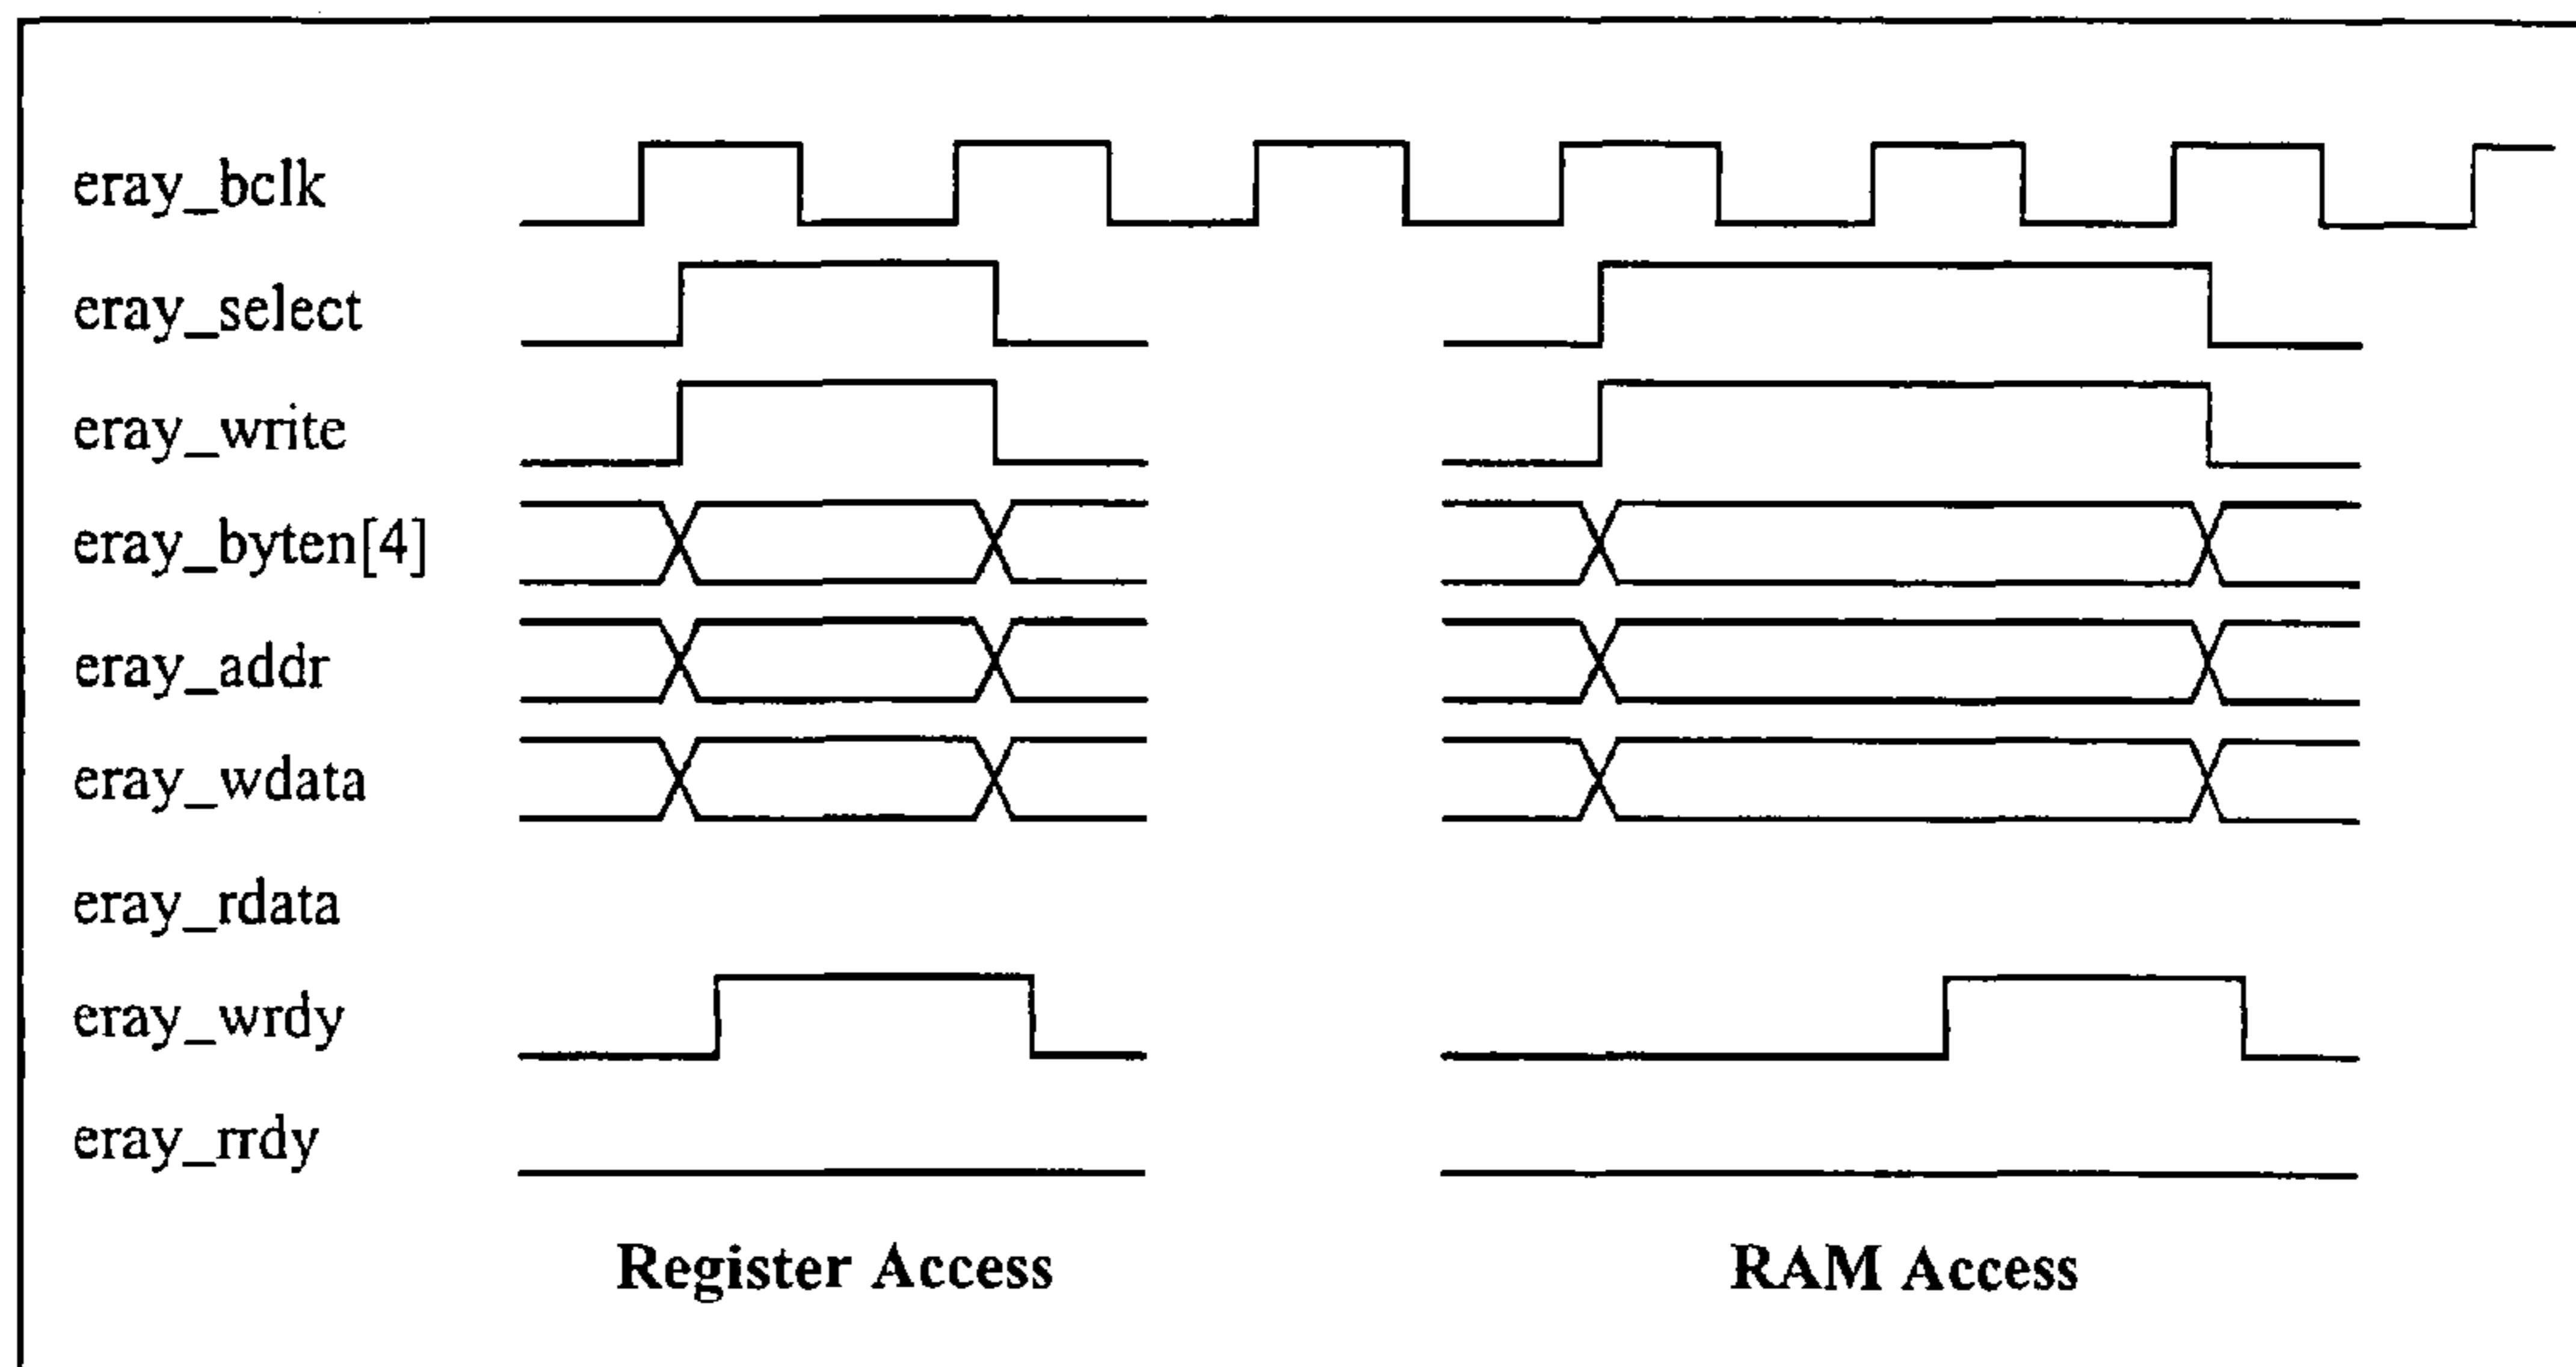 eray_bclk
eray_select
eray_write
eray_byten[4]
eray_addr
eray_wdata
eray_rdata
eray_wrdy
eray_rrdy
Register Access RAM Access